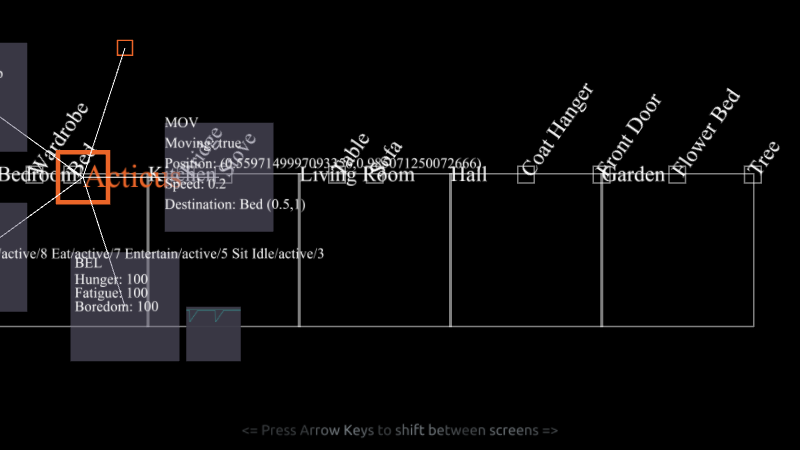 Wardrobe
Bed
Table
Sofa
Coat Hanger
Front Door
Flower Bed
Tree
Bedroom
Kitchen
Living Room
Hall
Garden
MOV
Moving: true
Speed: 0.2
Destination: Bed (0.5,1)
/active/8 Eat/active/7 Entertain/active/5 Sit Idle/active/3
BEL
Hunger: 100
Fatigue: 100
Boredom: 100
<= Press Arrow Keys to shift between screens =>